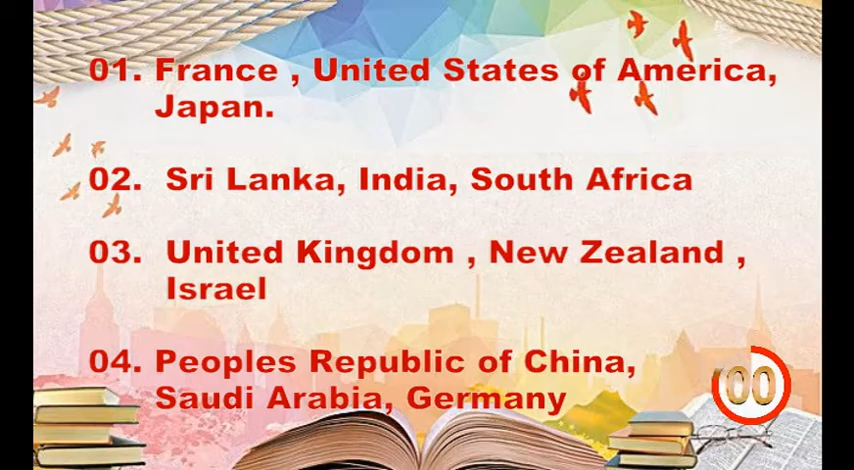 01. France , United States of America,
Japan.
02. Sri Lanka, India, South Africa
03. United Kingdom , New Zealand ,
Israel
04. Peoples Republic of China,
Saudi Arabia, Germany
00